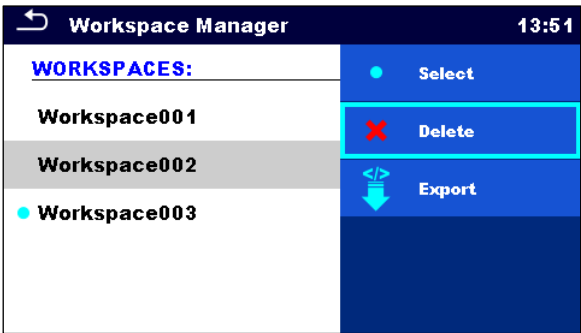 Workspace Manager 13:51
WORKSPACES:
Select
Workspace001
Delete
Workspace002
</>
Export
Workspace003